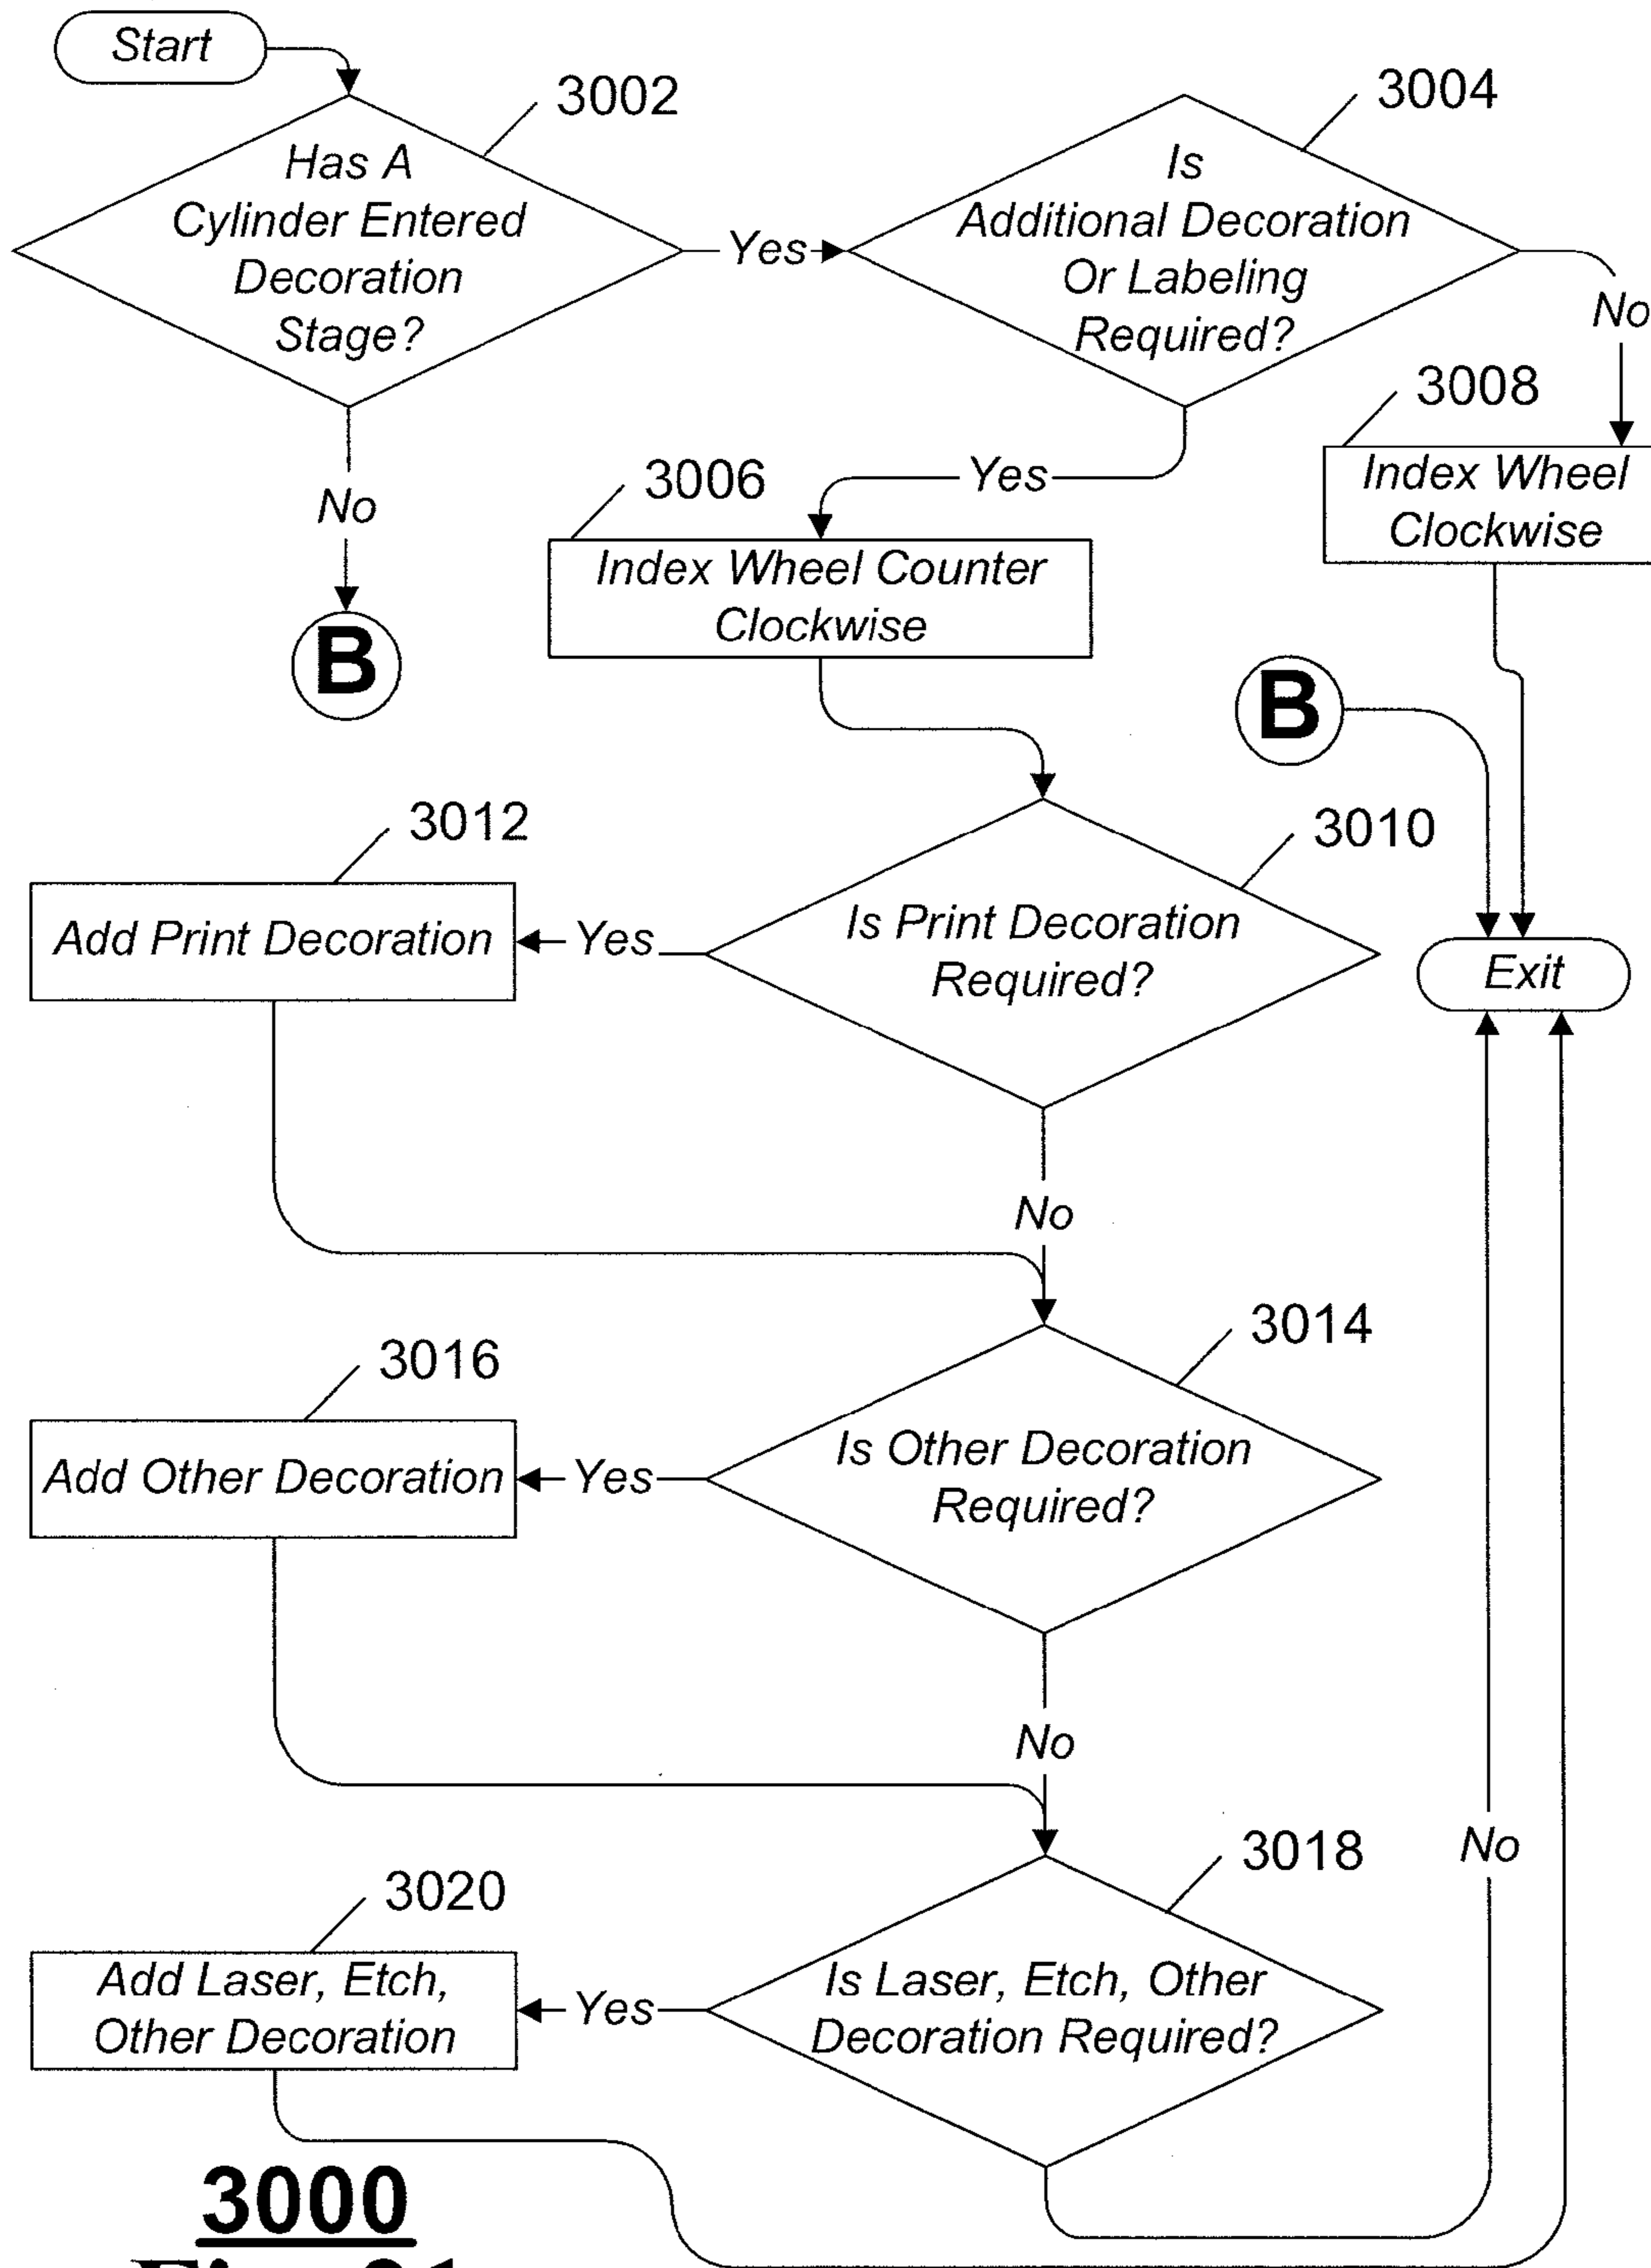 Start
3002
Has A
Cylinder Entered
Decoration
Stage?
Yes
3004
Is
Additional Decoration
Or Labeling
Required?
No
3008
Index Wheel
Clockwise
No
B
Yes
3006
Index Wheel Counter
Clockwise
B
3012
Add Print Decoration
Yes
3010
Is Print Decoration
Required?
Exit
No
3016
Add Other Decoration
Yes
3014
Is Other Decoration
Required?
No
3020
Add Laser, Etch,
Other Decoration
Yes
3018
Is Laser, Etch, Other
Decoration Required?
No
3000